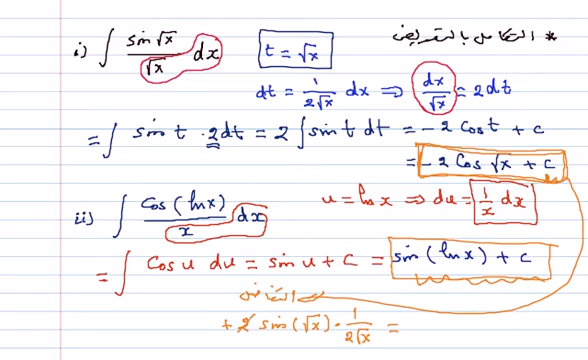 * التكامل بالتعويض
i) ∫ sin√x / √x dx   t = √x
dt = 1/(2√x) dx ⇒ dx/√x = 2dt
= ∫ sin t · 2dt = 2 ∫ sin t dt = - 2 cos t + c
= - 2 cos √x + c
ii) ∫ cos(ln x) / x dx   u = ln x ⇒ du = 1/x dx
= ∫ cos u du = sin u + c = sin(ln x) + c
+ 2 sin(√x) · 1/(2√x) =